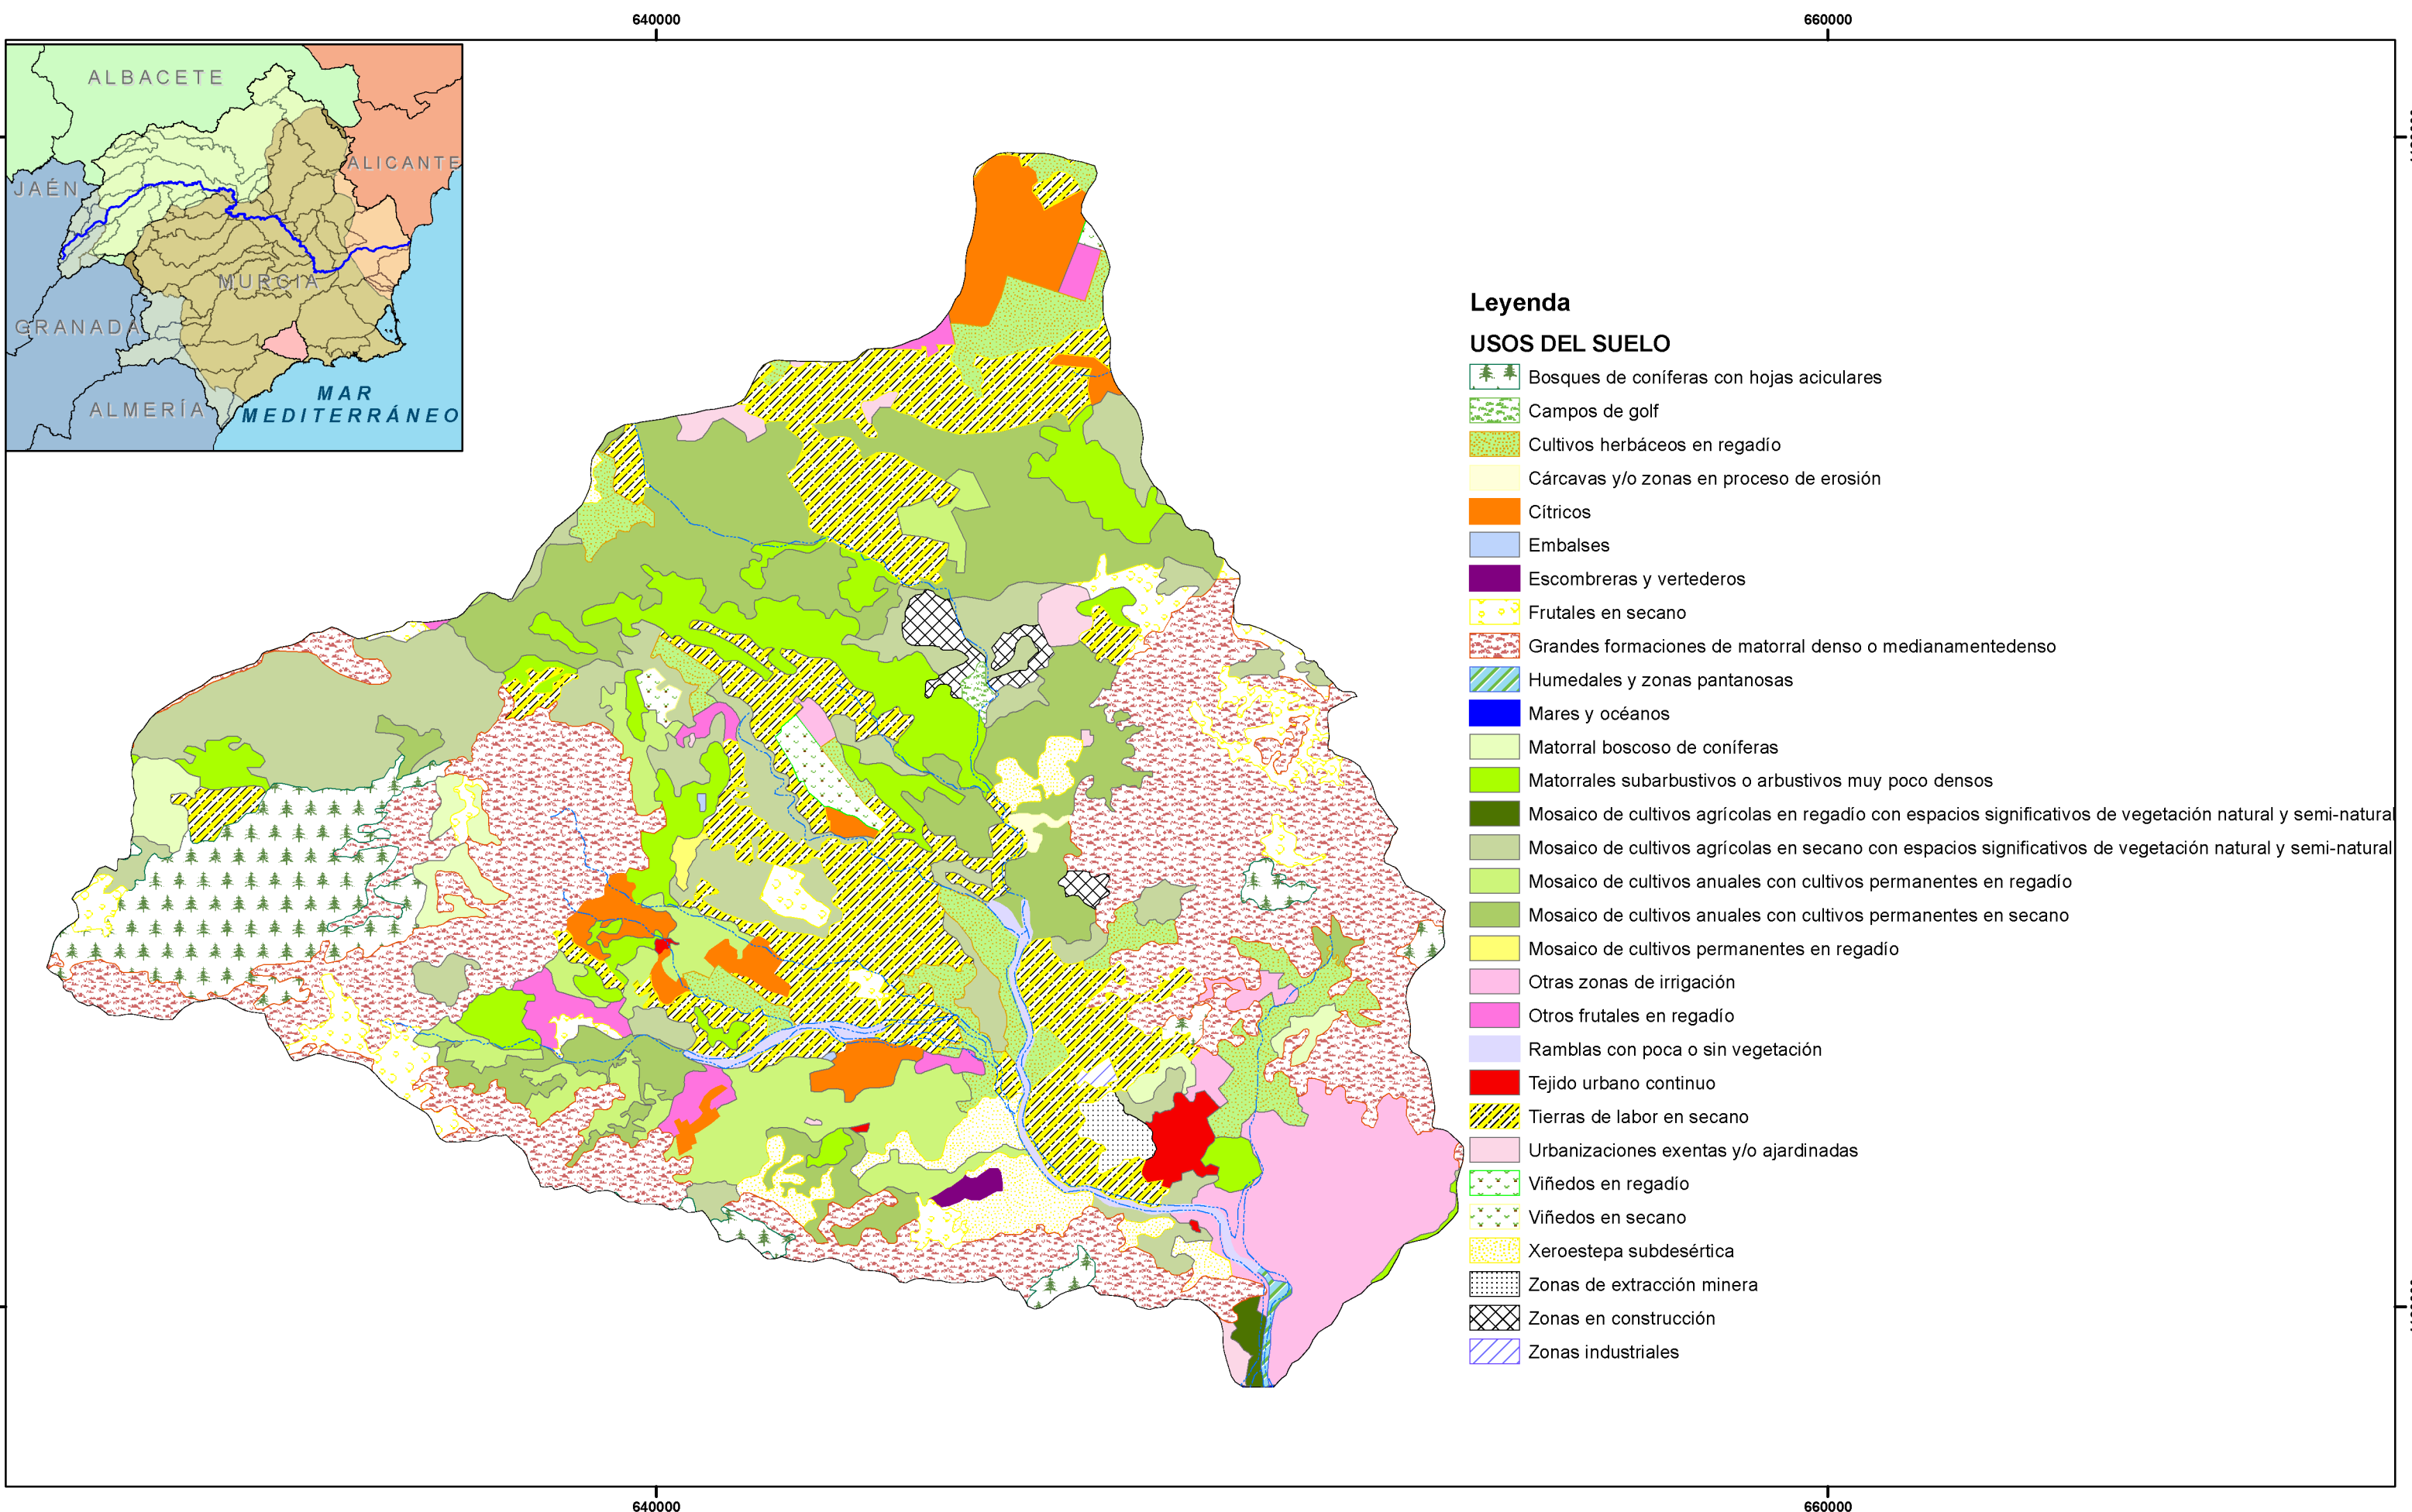 640000
660000
ALBACETE
ALICANTE
JAÉN
MURCIA
GRANADA
ALMERÍA
MAR
MEDITERRÁNEO
Leyenda
USOS DEL SUELO
Bosques de coníferas con hojas aciculares
Campos de golf
Cultivos herbáceos en regadío
Cárcavas y/o zonas en proceso de erosión
Cítricos
Embalses
Escombreras y vertederos
Frutales en secano
Grandes formaciones de matorral denso o medianamentedenso
Humedales y zonas pantanosas
Mares y océanos
Matorral boscoso de coníferas
Matorrales subarbustivos o arbustivos muy poco densos
Mosaico de cultivos agrícolas en regadío con espacios significativos de vegetación natural y semi-natural
Mosaico de cultivos agrícolas en secano con espacios significativos de vegetación natural y semi-natural
Mosaico de cultivos anuales con cultivos permanentes en regadío
Mosaico de cultivos anuales con cultivos permanentes en secano
Mosaico de cultivos permanentes en regadío
Otras zonas de irrigación
Otros frutales en regadío
Ramblas con poca o sin vegetación
Tejido urbano continuo
Tierras de labor en secano
Urbanizaciones exentas y/o ajardinadas
Viñedos en regadío
Viñedos en secano
Xeroestepa subdesértica
Zonas de extracción minera
Zonas en construcción
Zonas industriales
640000
660000